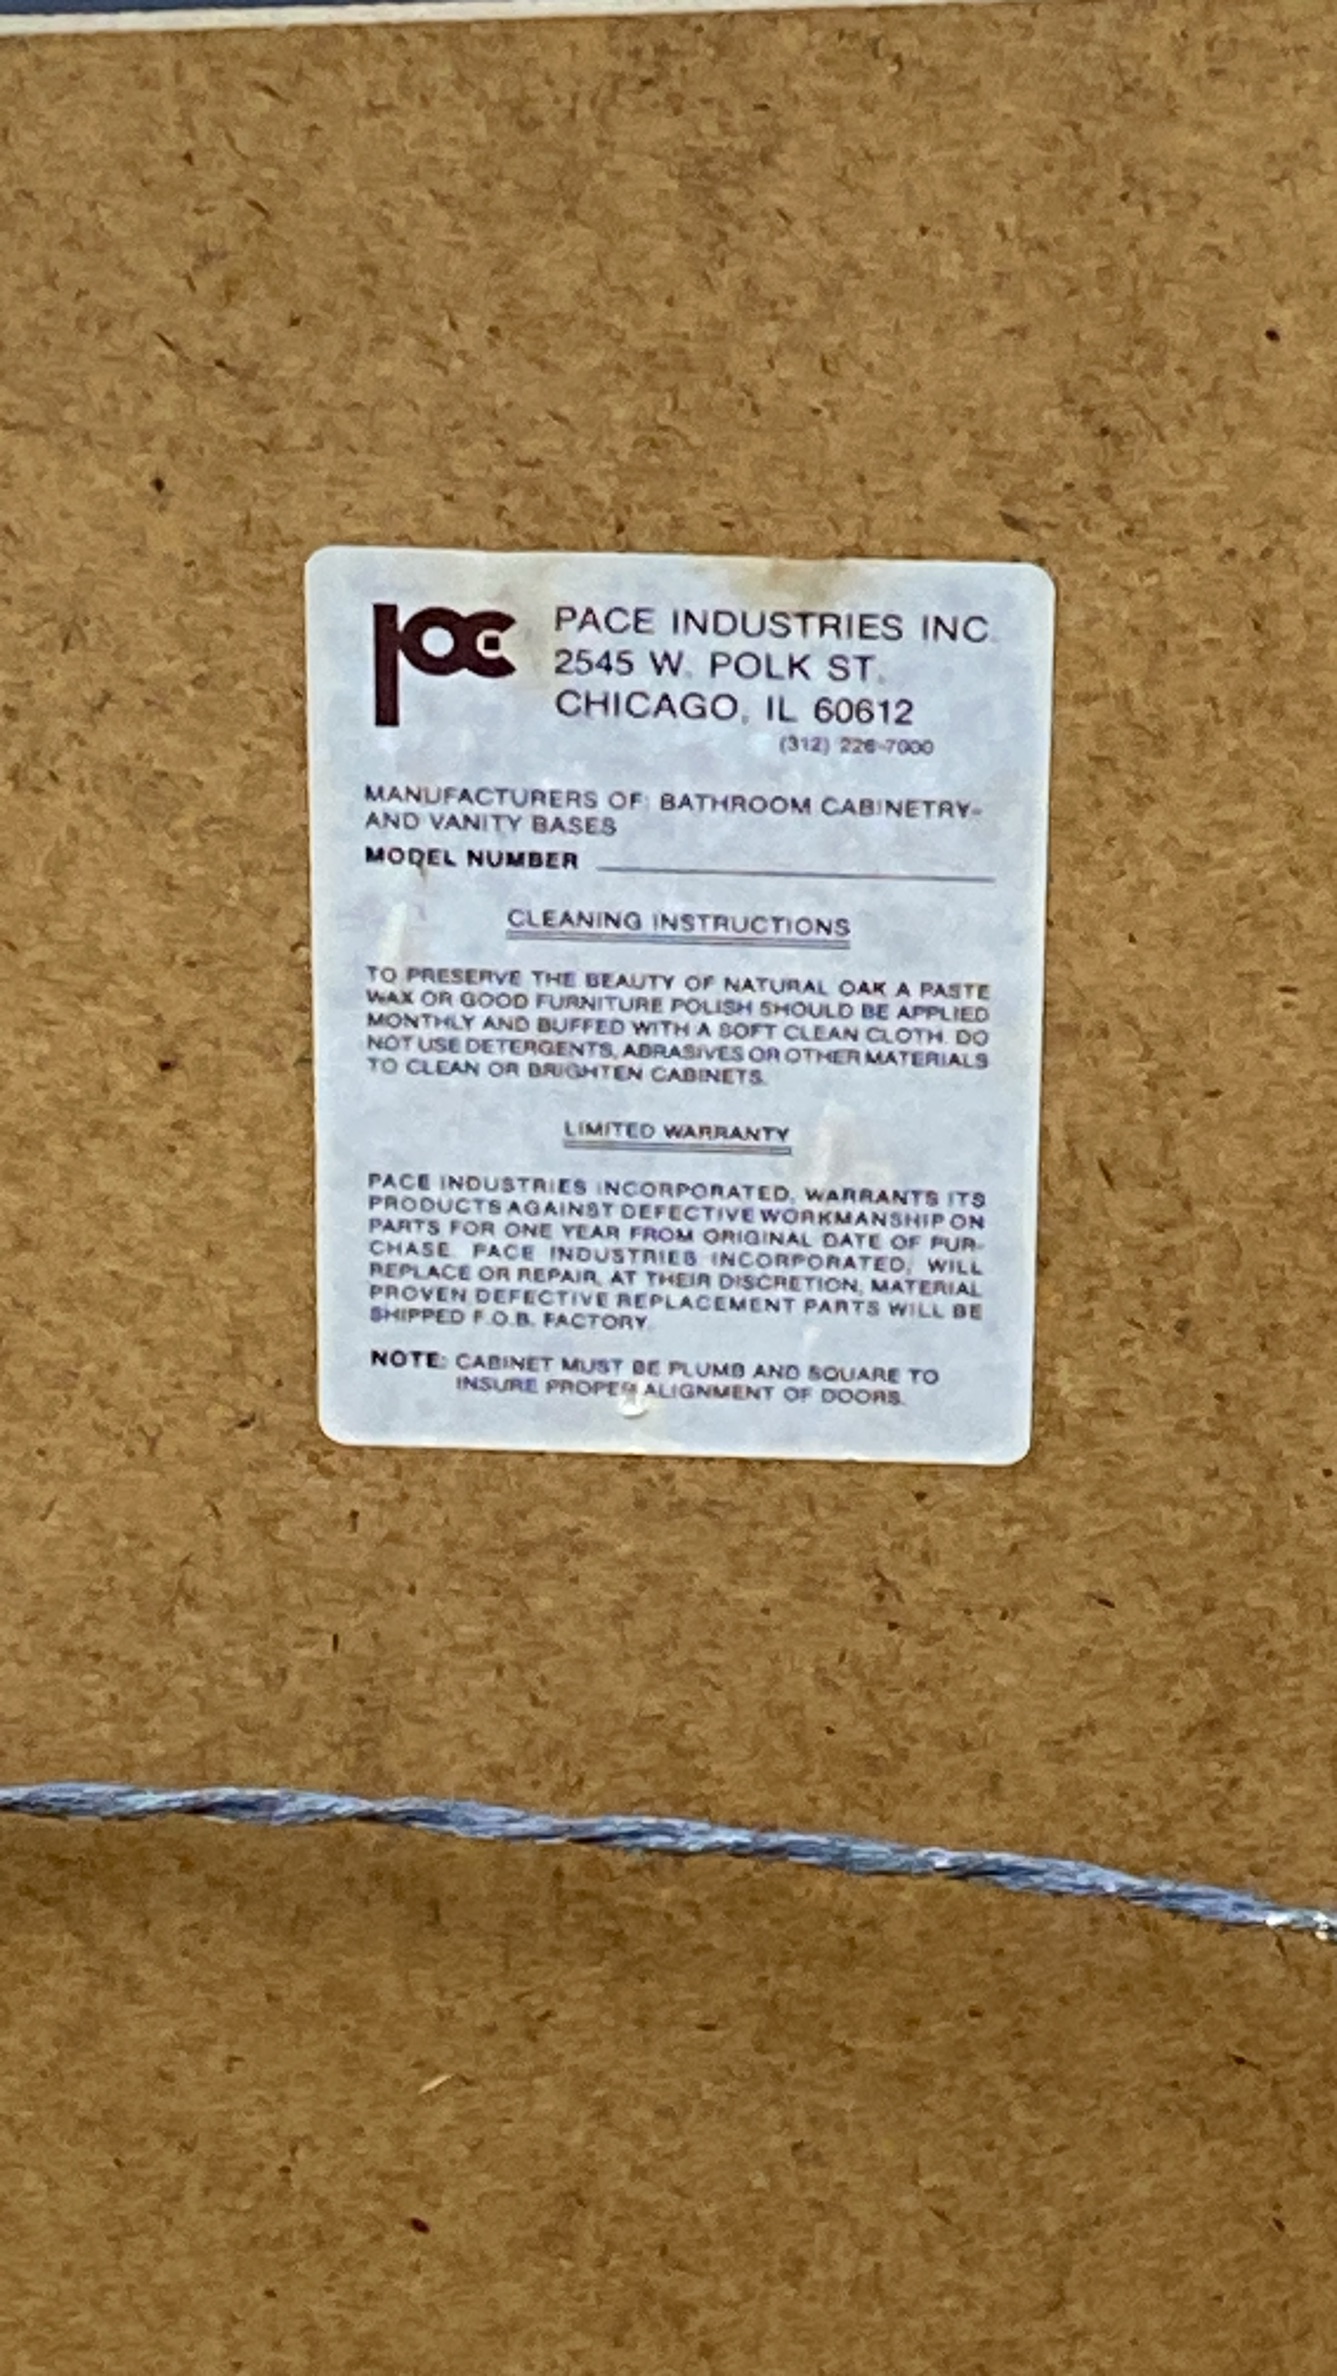 pace
PACE INDUSTRIES INC.
2545 W. POLK ST.
CHICAGO, IL 60612
(312) 226-7000
MANUFACTURERS OF: BATHROOM CABINETRY-
AND VANITY BASES
MODEL NUMBER
CLEANING INSTRUCTIONS
TO PRESERVE THE BEAUTY OF NATURAL OAK A PASTE
WAX OR GOOD FURNITURE POLISH SHOULD BE APPLIED
MONTHLY AND BUFFED WITH A SOFT CLEAN CLOTH. DO
NOT USE DETERGENTS, ABRASIVES OR OTHER MATERIALS
TO CLEAN OR BRIGHTEN CABINETS.
LIMITED WARRANTY
PACE INDUSTRIES INCORPORATED, WARRANTS ITS
PRODUCTS AGAINST DEFECTIVE WORKMANSHIP ON
PARTS FOR ONE YEAR FROM ORIGINAL DATE OF PUR-
CHASE. PACE INDUSTRIES INCORPORATED, WILL
REPLACE OR REPAIR, AT THEIR DISCRETION, MATERIAL
PROVEN DEFECTIVE REPLACEMENT PARTS WILL BE
SHIPPED F.O.B. FACTORY.
NOTE: CABINET MUST BE PLUMB AND SQUARE TO
INSURE PROPER ALIGNMENT OF DOORS.